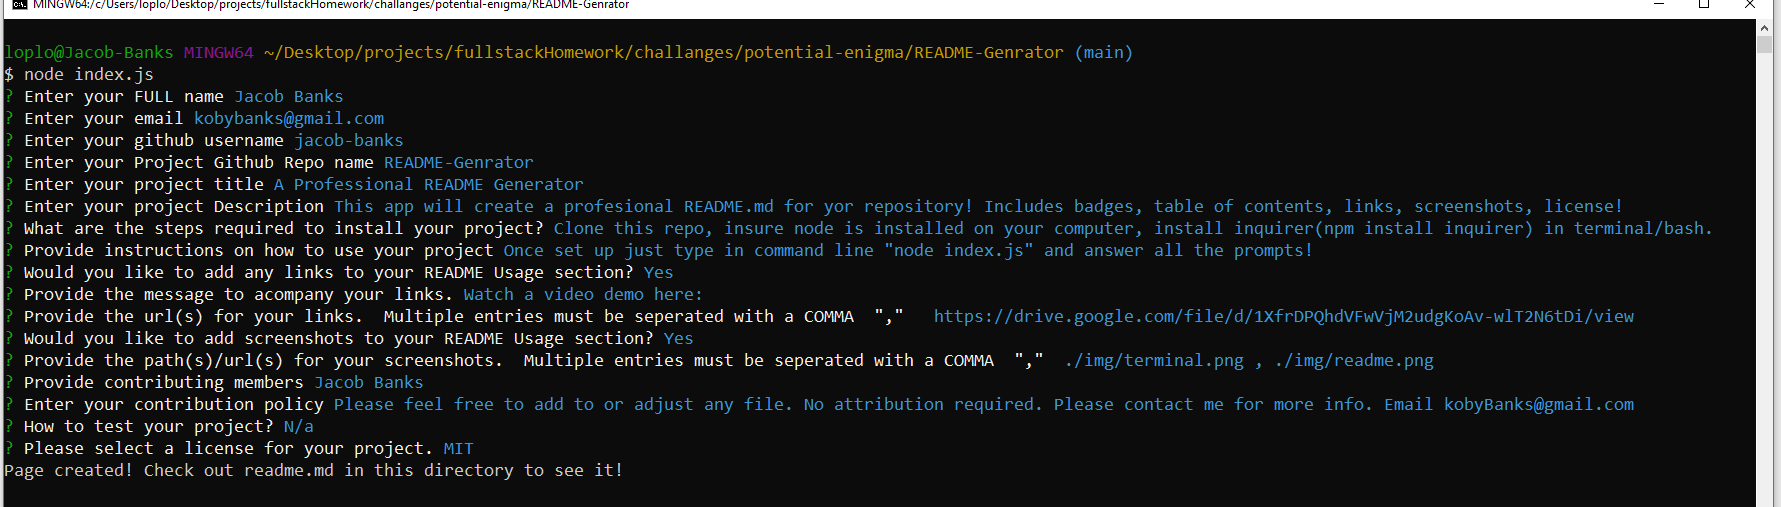 MINGW64:/c/Users/loplo/Desktop/projects/fullstackHomework/challanges/potential-enigma/README-Genrator
loplo@Jacob-Banks MINGW64 ~/Desktop/projects/fullstackHomework/challanges/potential-enigma/README-Genrator (main)
$ node index.js
? Enter your FULL name Jacob Banks
? Enter your email kobybanks@gmail.com
? Enter your github username jacob-banks
? Enter your Project Github Repo name README-Genrator
? Enter your project title A Professional README Generator
? Enter your project Description This app will create a profesional README.md for yor repository! Includes badges, table of contents, links, screenshots, license!
? What are the steps required to install your project? Clone this repo, insure node is installed on your computer, install inquirer(npm install inquirer) in terminal/bash.
? Provide instructions on how to use your project Once set up just type in command line "node index.js" and answer all the prompts!
? Would you like to add any links to your README Usage section? Yes
? Provide the message to acompany your links. Watch a video demo here:
? Provide the url(s) for your links.  Multiple entries must be seperated with a COMMA  ","   https://drive.google.com/file/d/1XfrDPQhdVFwVjM2udgKoAv-wlT2N6tDi/view
? Would you like to add screenshots to your README Usage section? Yes
? Provide the path(s)/url(s) for your screenshots.  Multiple entries must be seperated with a COMMA  ","  ./img/terminal.png , ./img/readme.png
? Provide contributing members Jacob Banks
? Enter your contribution policy Please feel free to add to or adjust any file. No attribution required. Please contact me for more info. Email kobyBanks@gmail.com
? How to test your project? N/a
? Please select a license for your project. MIT
Page created! Check out readme.md in this directory to see it!